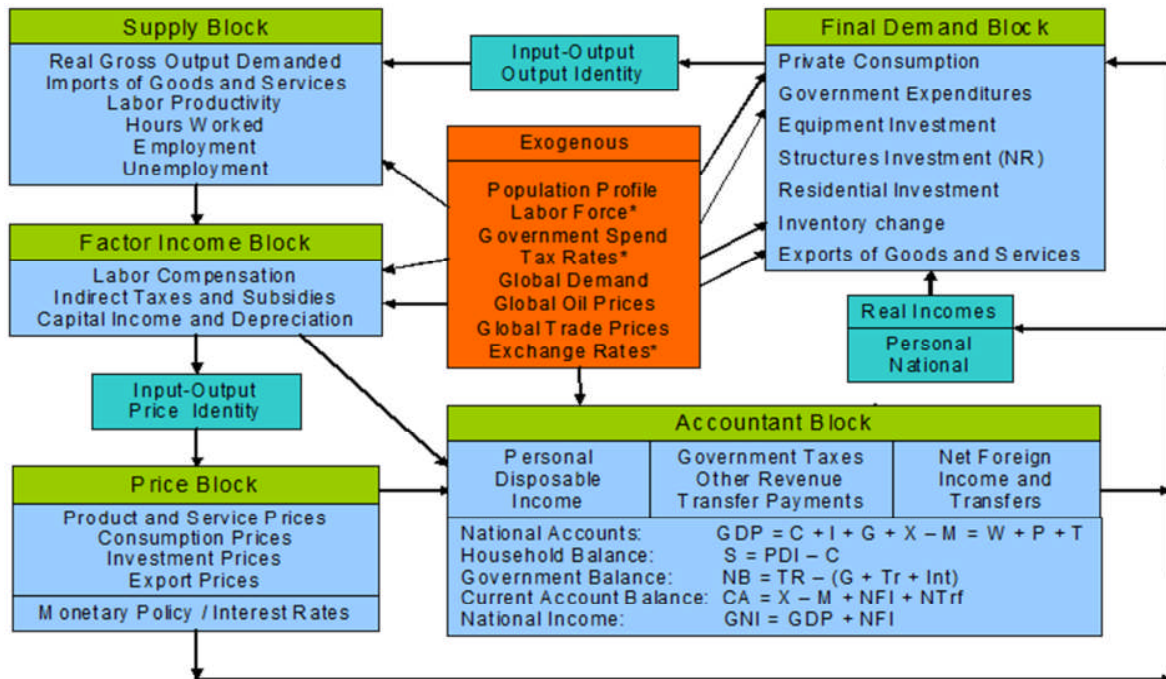 Supply Block
Real Gross Output Demanded
Imports of Goods and Services
Labor Productivity
Hours Worked
Employment
Unemployment
Input-Output
Output Identity
Final Demand Block
Private Consumption
Government Expenditures
Equipment Investment
Structures Investment (NR)
Residential Investment
Inventory change
Exports of Goods and Services
Exogenous
Population Profile
Labor Force*
Government Spend
Tax Rates*
Global Demand
Global Oil Prices
Global Trade Prices
Exchange Rates*
Factor Income Block
Labor Compensation
Indirect Taxes and Subsidies
Capital Income and Depreciation
Real Incomes
Personal
National
Input-Output
Price Identity
Price Block
Product and Service Prices
Consumption Prices
Investment Prices
Export Prices
Monetary Policy / Interest Rates
Accountant Block
Personal
Disposable
Income
Government Taxes
Other Revenue
Transfer Payments
Net Foreign
Income and
Transfers
National Accounts: GDP = C + I + G + X – M = W + P + T
Household Balance: S = PDI – C
Government Balance: NB = TR – (G + Tr + Int)
Current Account Balance: CA = X – M + NFI + NTrf
National Income: GNI = GDP + NFI